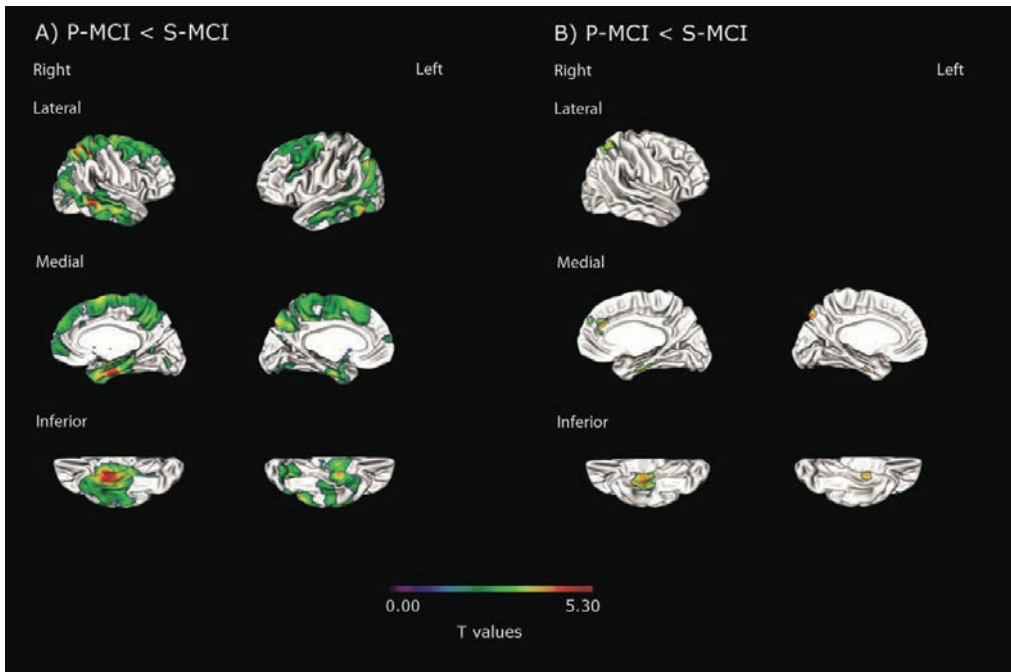 A) P-MCI < S-MCI
Right Left
Lateral
Medial
Inferior
B) P-MCI < S-MCI
Right Left
Lateral
Medial
Inferior
0.00 5.30
T values